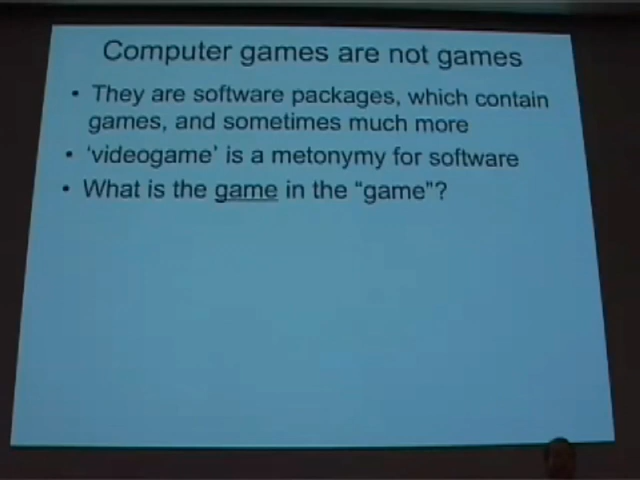 Computer games are not games
• They are software packages, which contain
games, and sometimes much more
• ‘videogame’ is a metonymy for software
• What is the game in the “game”?